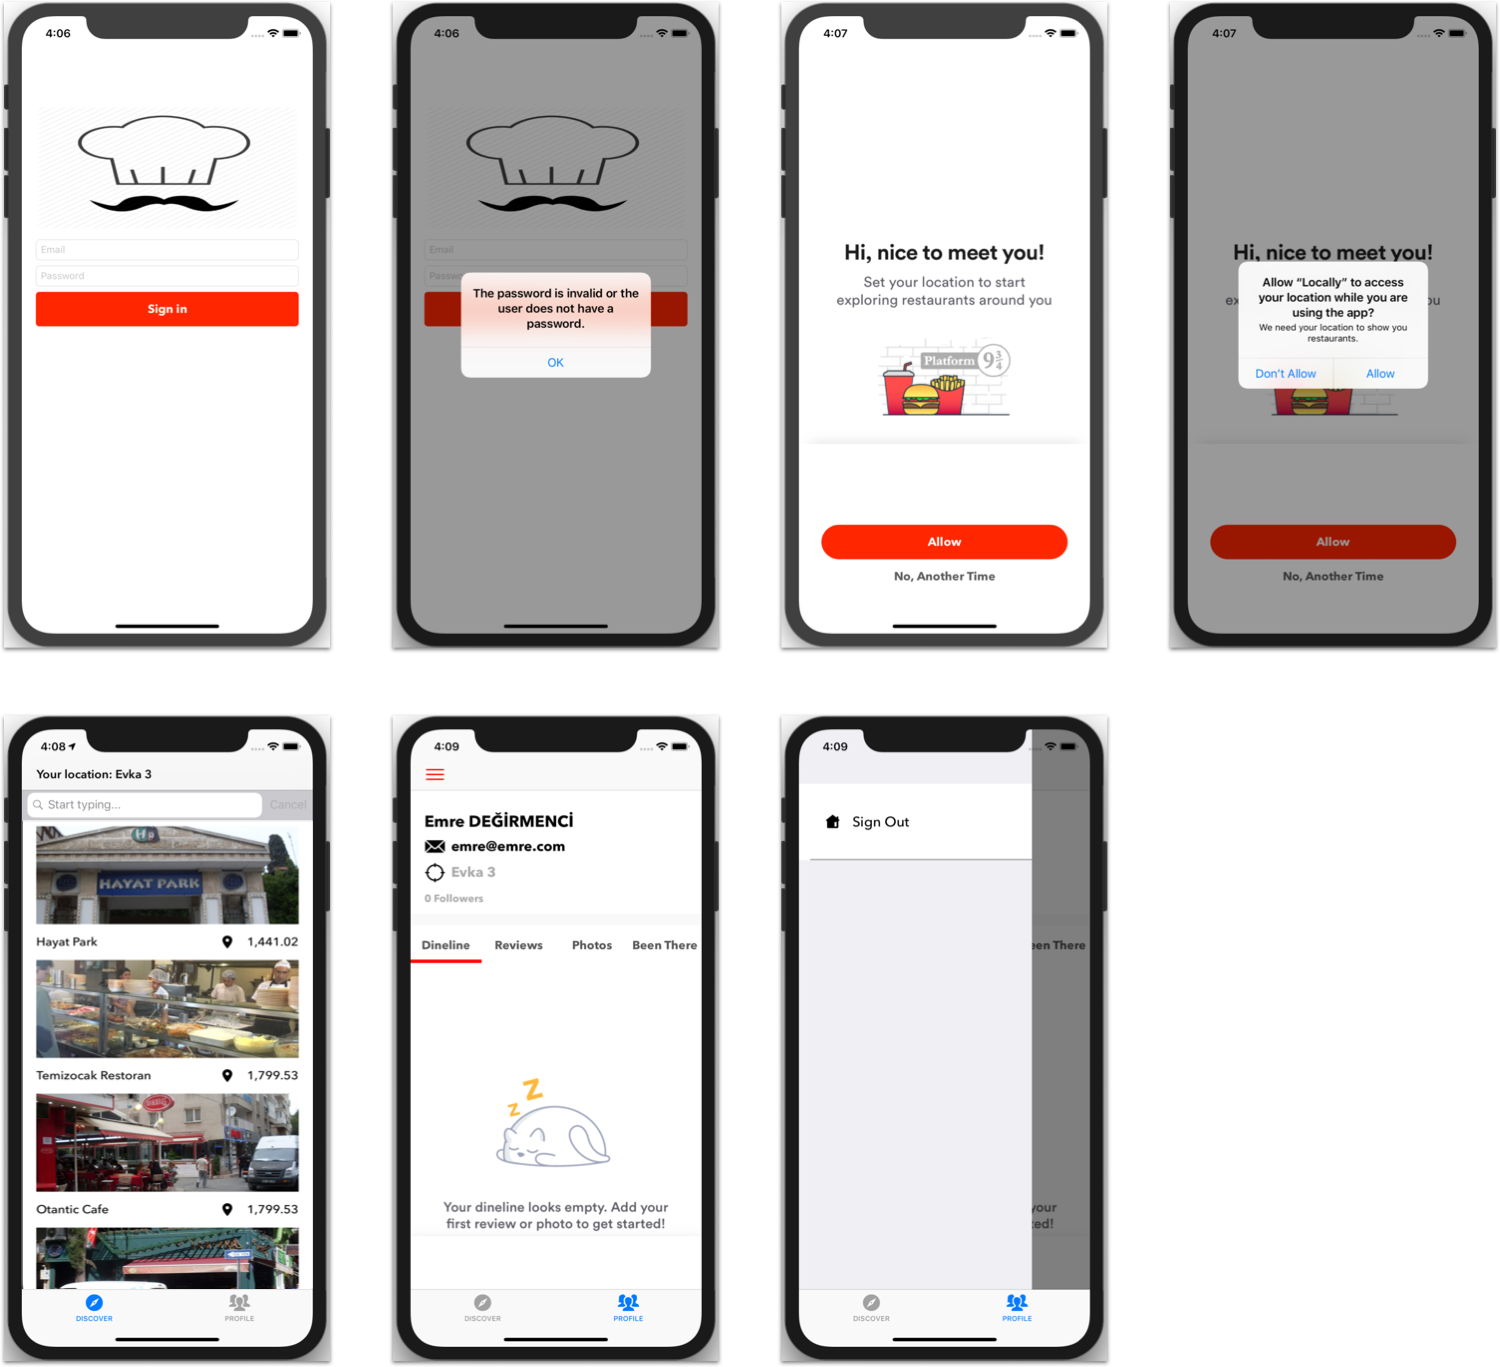 4:06
Email
Password
Sign in
4:06
Email
Passwo
The password is invalid or the
user does not have a
password.
OK
4:07
Hi, nice to meet you!
Set your location to start
exploring restaurants around you
Platform 9 3/4
Allow
No, Another Time
4:07
Hi, nice to meet you!
ex
ou
Allow “Locally” to access
your location while you are
using the app?
We need your location to show you
restaurants.
Don’t Allow
Allow
Allow
No, Another Time
4:08
Your location: Evka 3
Start typing...
Cancel
Hp
HAYAT PARK
Hayat Park
1,441.02
Temizocak Restoran
1,799.53
Otantic Cafe
1,799.53
DISCOVER
PROFILE
4:09
Emre DEĞİRMENCİ
emre@emre.com
Evka 3
0 Followers
Dineline
Reviews
Photos
Been There
z Z
Your dineline looks empty. Add your
first review or photo to get started!
DISCOVER
PROFILE
4:09
Sign Out
een There
your
ted!
DISCOVER
PROFILE